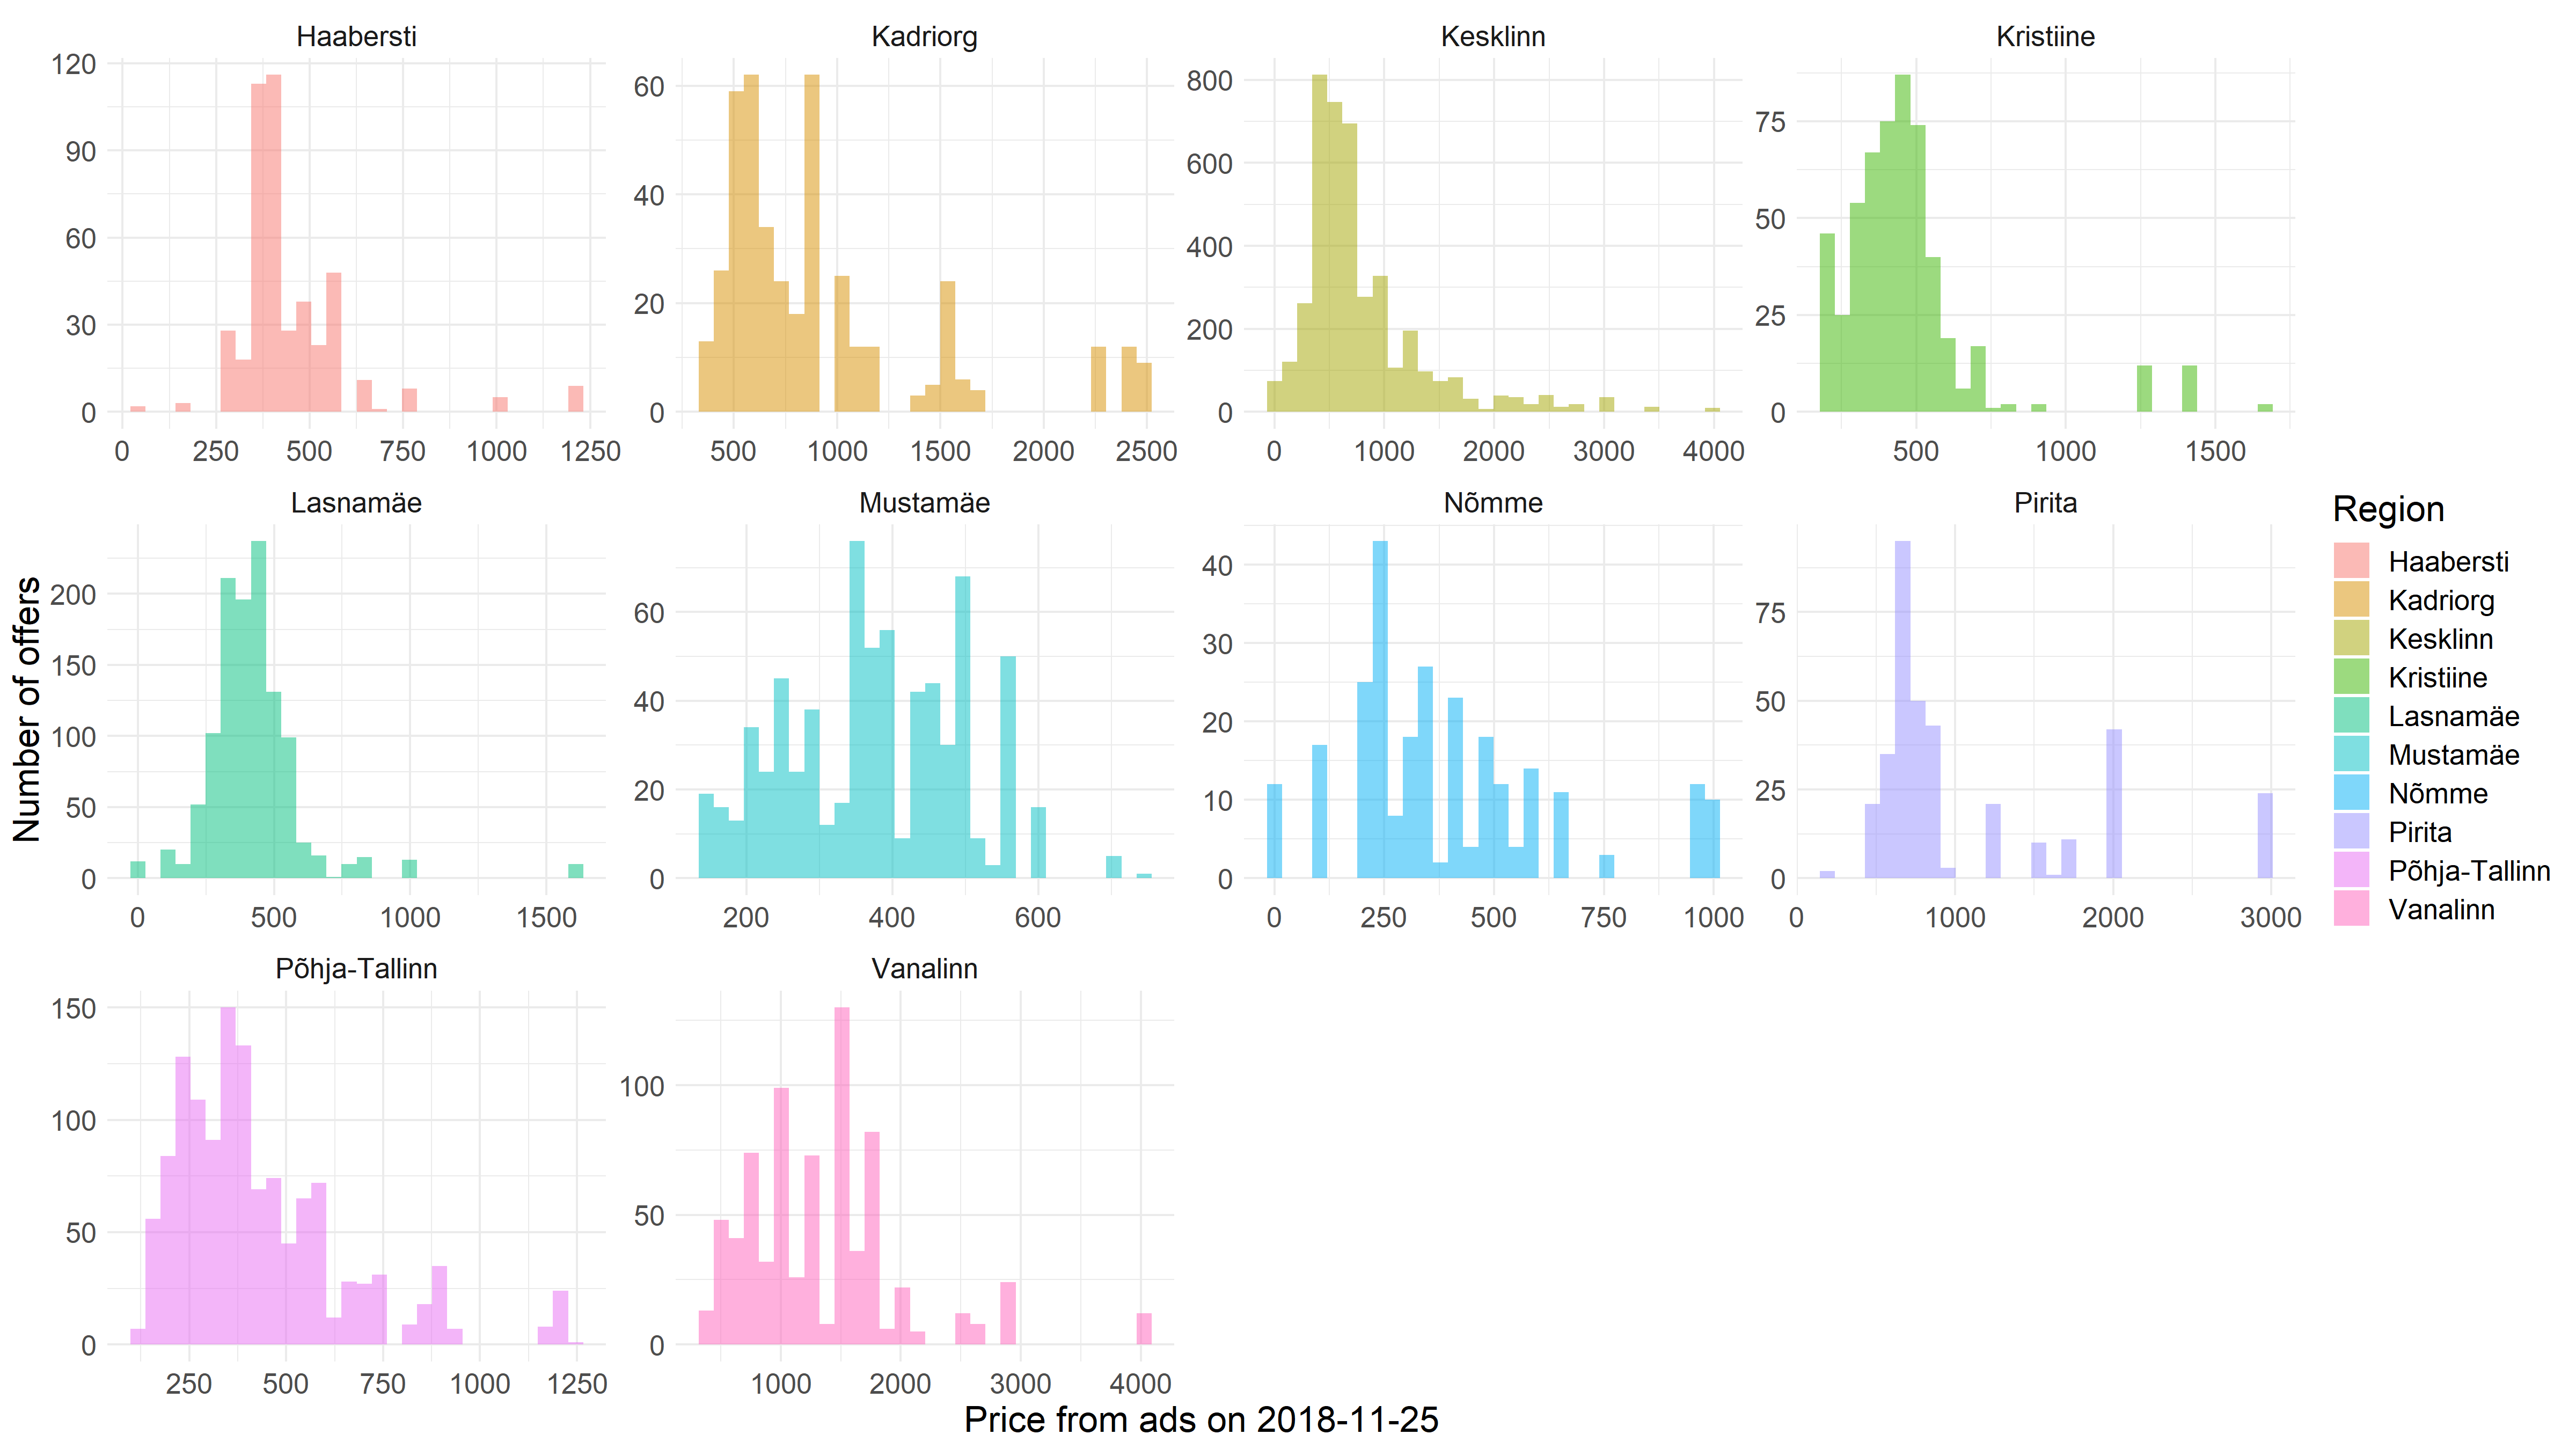 Haabersti
Kadriorg
Kesklinn
Kristiine
120
90
60
30
0
0 250 500 750 1000 1250
60
40
20
0
500 1000 1500 2000 2500
800
600
400
200
0
0 1000 2000 3000 4000
75
50
25
0
500 1000 1500
Lasnamäe
Mustamäe
Nõmme
Pirita
200
150
100
50
0
0 500 1000 1500
60
40
20
0
200 400 600
40
30
20
10
0
0 250 500 750 1000
75
50
25
0
0 1000 2000 3000
Põhja-Tallinn
Vanalinn
150
100
50
0
250 500 750 1000 1250
100
50
0
1000 2000 3000 4000
Number of offers
Price from ads on 2018-11-25
Region
Haabersti
Kadriorg
Kesklinn
Kristiine
Lasnamäe
Mustamäe
Nõmme
Pirita
Põhja-Tallinn
Vanalinn